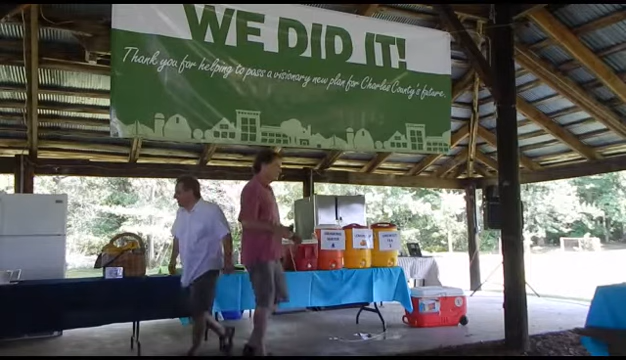 WE DID IT!
Thank you for helping to pass a visionary new plan for Charles County's future.